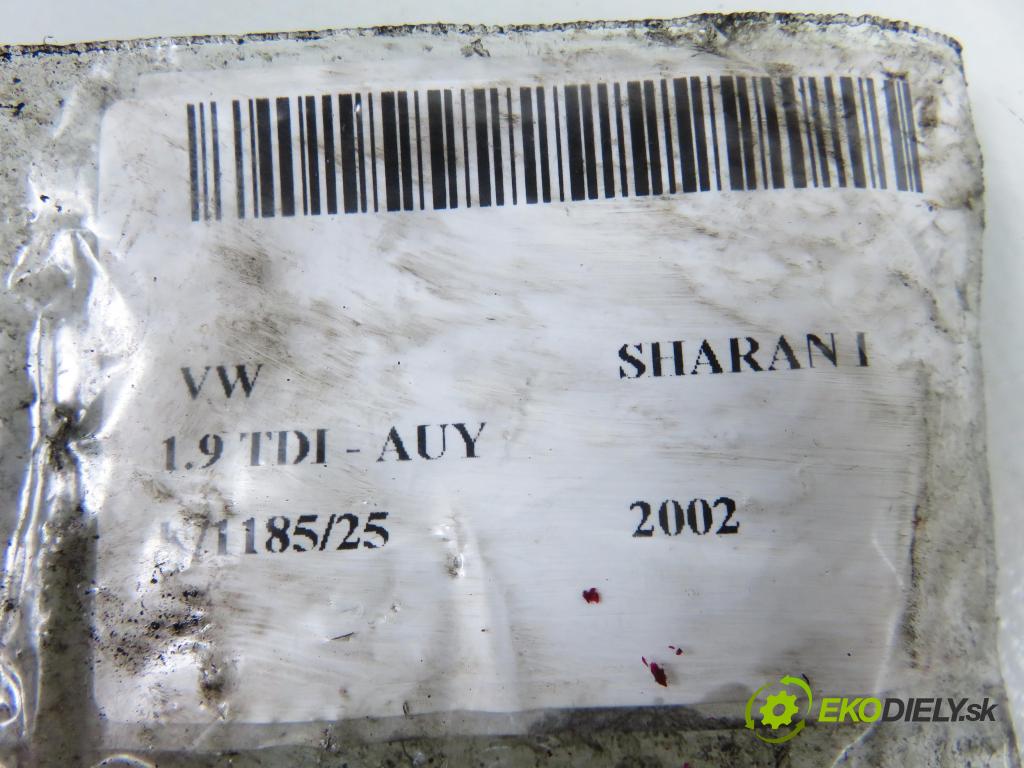 VW SHARAN I
1.9 TDI - AUY
/1185/25 2002
EKODIELY.sk